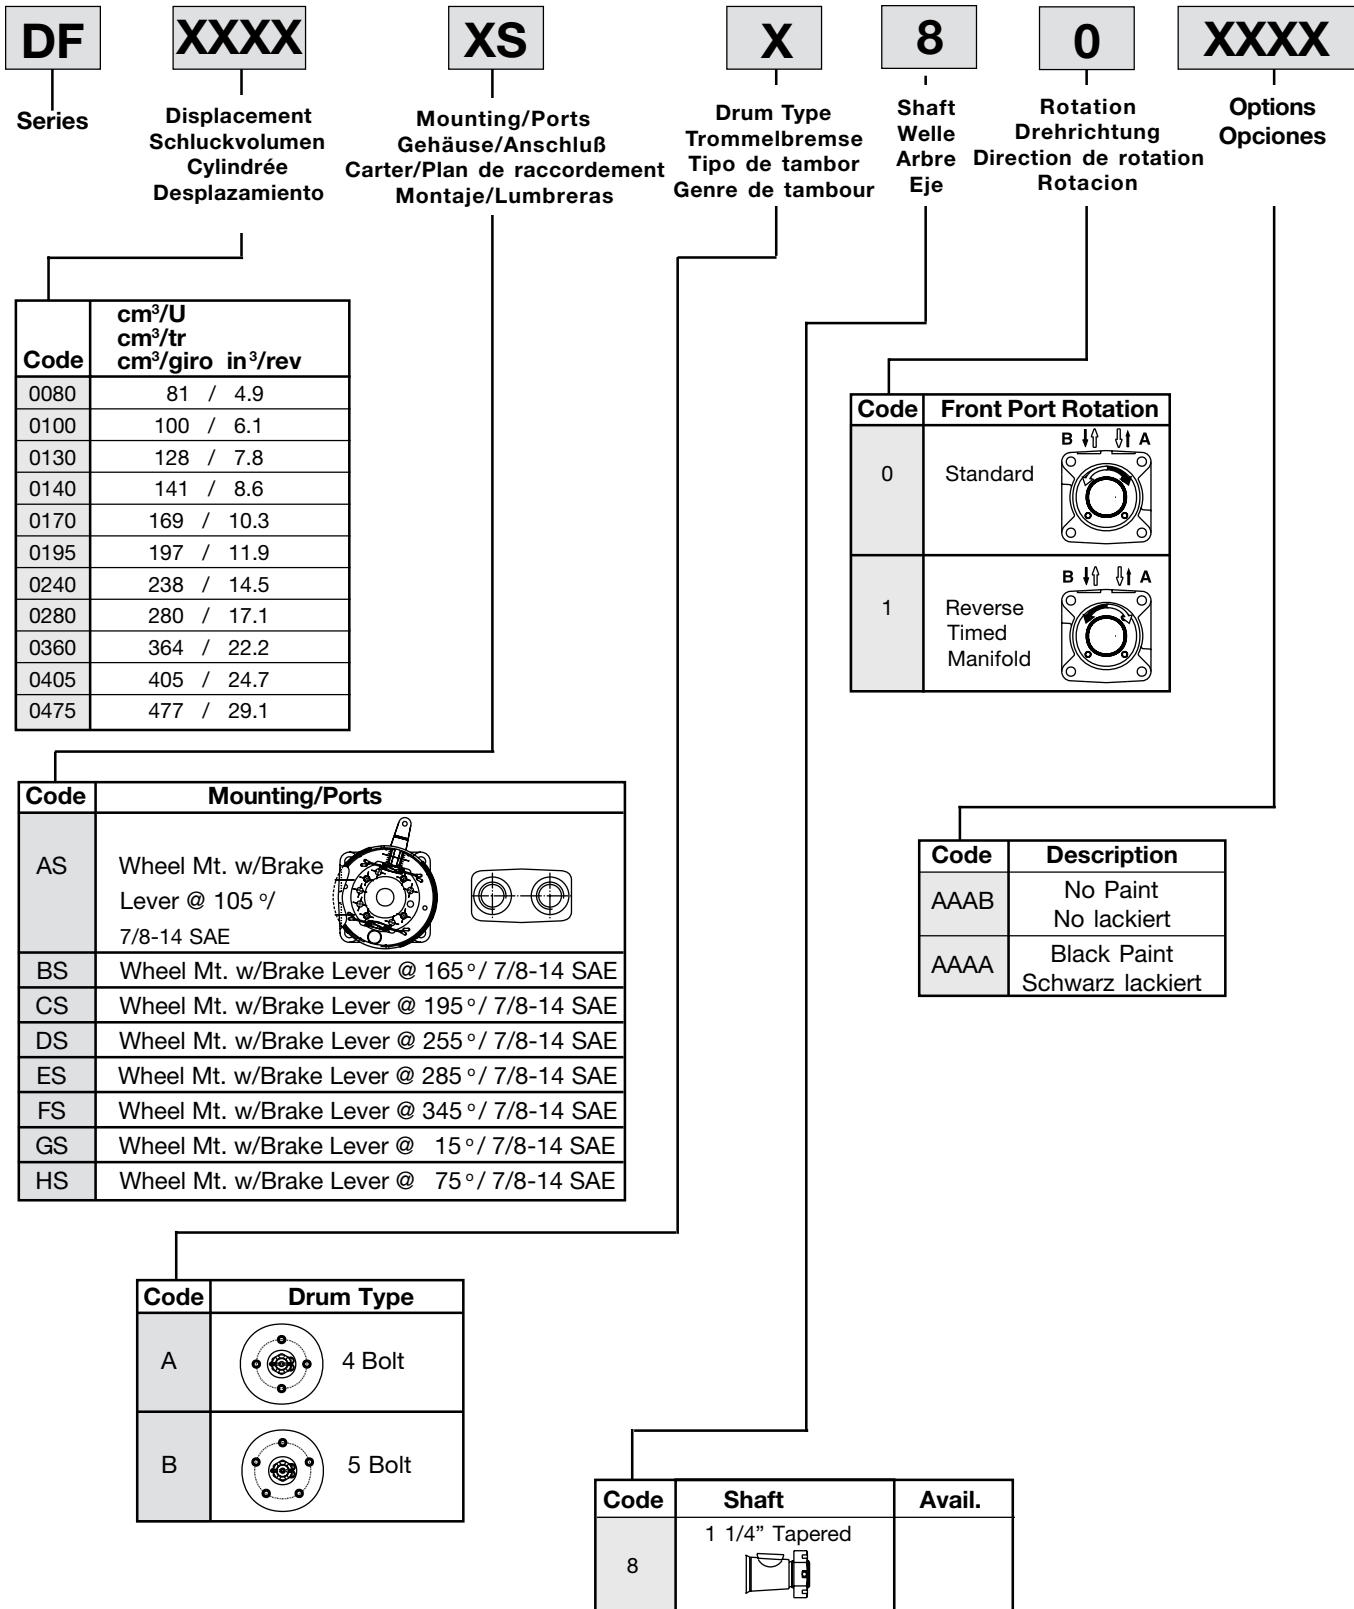 DF XXXX XS X 8 0 XXXX
Series
Displacement
Schluckvolumen
Cylindrée
Desplazamiento
Mounting/Ports
Gehäuse/Anschluß
Carter/Plan de raccordement
Montaje/Lumbreras
Drum Type
Trommelbremse
Tipo de tambor
Genre de tambour
Shaft
Welle
Arbre
Eje
Rotation
Drehrichtung
Direction de rotation
Rotacion
Options
Opciones
cm³/U
cm³/tr
Code cm³/giro in³/rev
0080 81 / 4.9
0100 100 / 6.1
0130 128 / 7.8
0140 141 / 8.6
0170 169 / 10.3
0195 197 / 11.9
0240 238 / 14.5
0280 280 / 17.1
0360 364 / 22.2
0405 405 / 24.7
0475 477 / 29.1
Code Front Port Rotation
B A
0 Standard
B A
1 Reverse
Timed
Manifold
Code Mounting/Ports
AS Wheel Mt. w/Brake
Lever @ 105 º/
7/8-14 SAE
BS Wheel Mt. w/Brake Lever @ 165 º/ 7/8-14 SAE
CS Wheel Mt. w/Brake Lever @ 195 º/ 7/8-14 SAE
DS Wheel Mt. w/Brake Lever @ 255 º/ 7/8-14 SAE
ES Wheel Mt. w/Brake Lever @ 285 º/ 7/8-14 SAE
FS Wheel Mt. w/Brake Lever @ 345 º/ 7/8-14 SAE
GS Wheel Mt. w/Brake Lever @ 15 º/ 7/8-14 SAE
HS Wheel Mt. w/Brake Lever @ 75 º/ 7/8-14 SAE
Code Description
AAAB No Paint
No lackiert
AAAA Black Paint
Schwarz lackiert
Code Drum Type
A 4 Bolt
B 5 Bolt
Code Shaft Avail.
1 1/4” Tapered
8